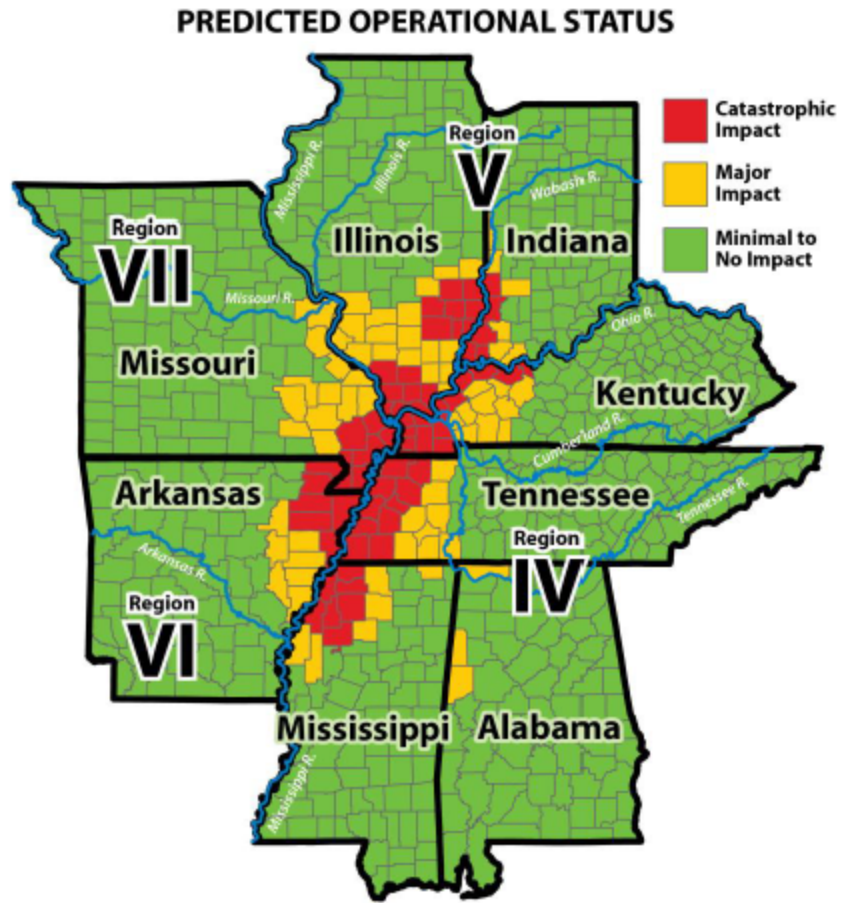 PREDICTED OPERATIONAL STATUS
Catastrophic
Impact
Major
Impact
Minimal to
No Impact
Region
V
Mississippi R.
Illinois R.
Wabash R.
Illinois
Indiana
Region
VII
Missouri R.
Ohio R.
Missouri
Kentucky
Cumberland R.
Arkansas
Tennessee
Tennessee R.
Arkansas R.
Region
IV
Region
VI
Mississippi
Alabama
Mississippi R.